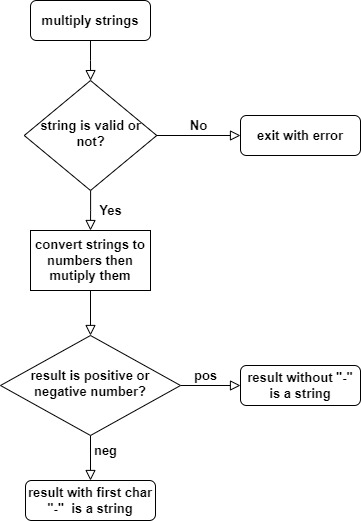 multiply strings
string is valid or
not?
No
exit with error
Yes
convert strings to
numbers then
mutiply them
result is positive or
negative number?
pos
result without "-"
is a string
neg
result with first char
"-" is a string